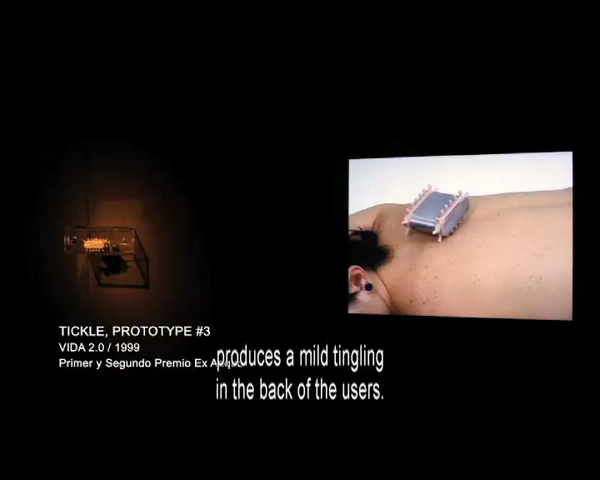 TICKLE, PROTOTYPE #3
VIDA 2.0 / 1999
Primer y Segundo Premio Ex
produces a mild tingling
in the back of the users.